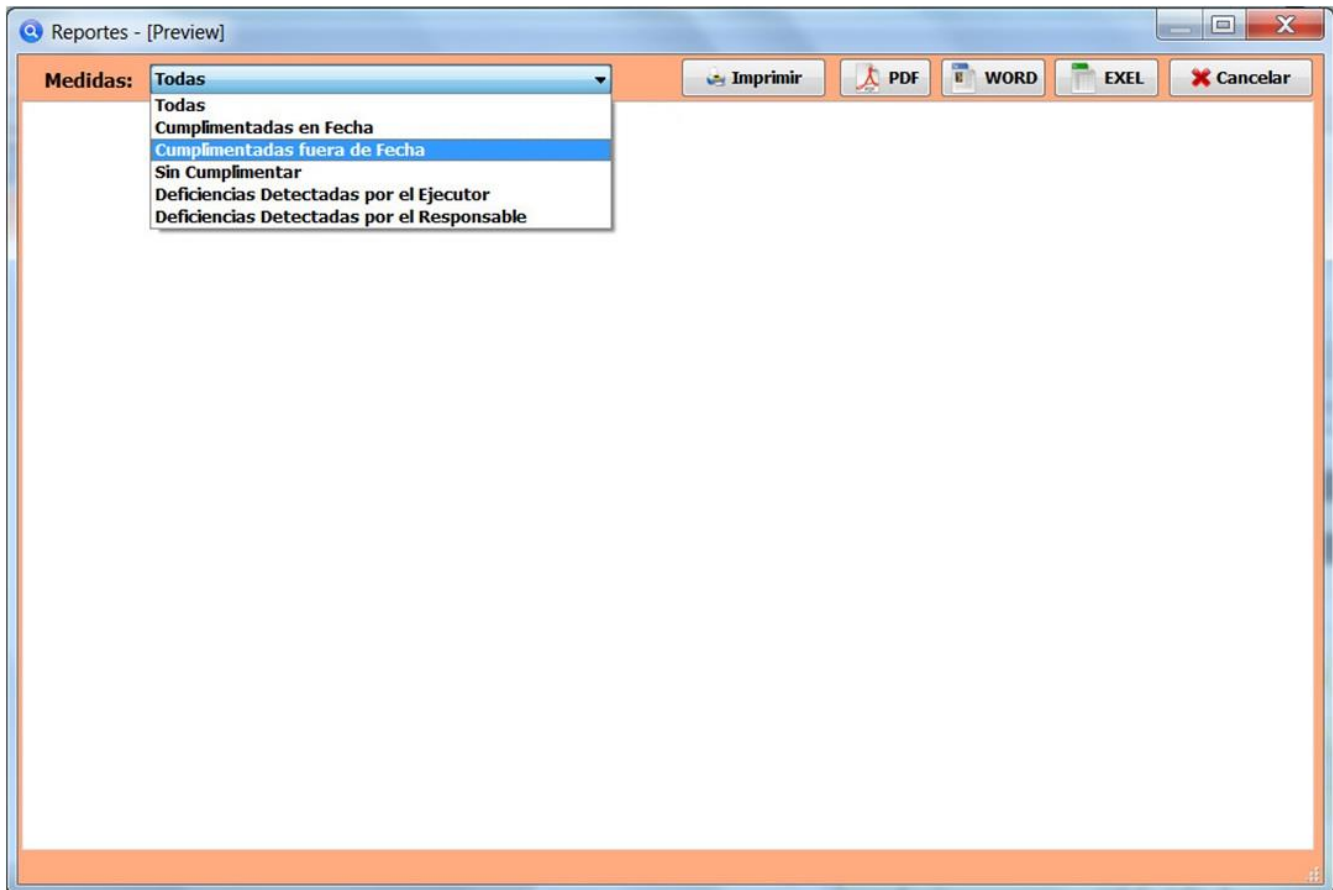 Reportes - [Preview]
Medidas: Todas Imprimir PDF WORD EXEL Cancelar
Todas
Cumplimentadas en Fecha
Cumplimentadas fuera de Fecha
Sin Cumplimentar
Deficiencias Detectadas por el Ejecutor
Deficiencias Detectadas por el Responsable